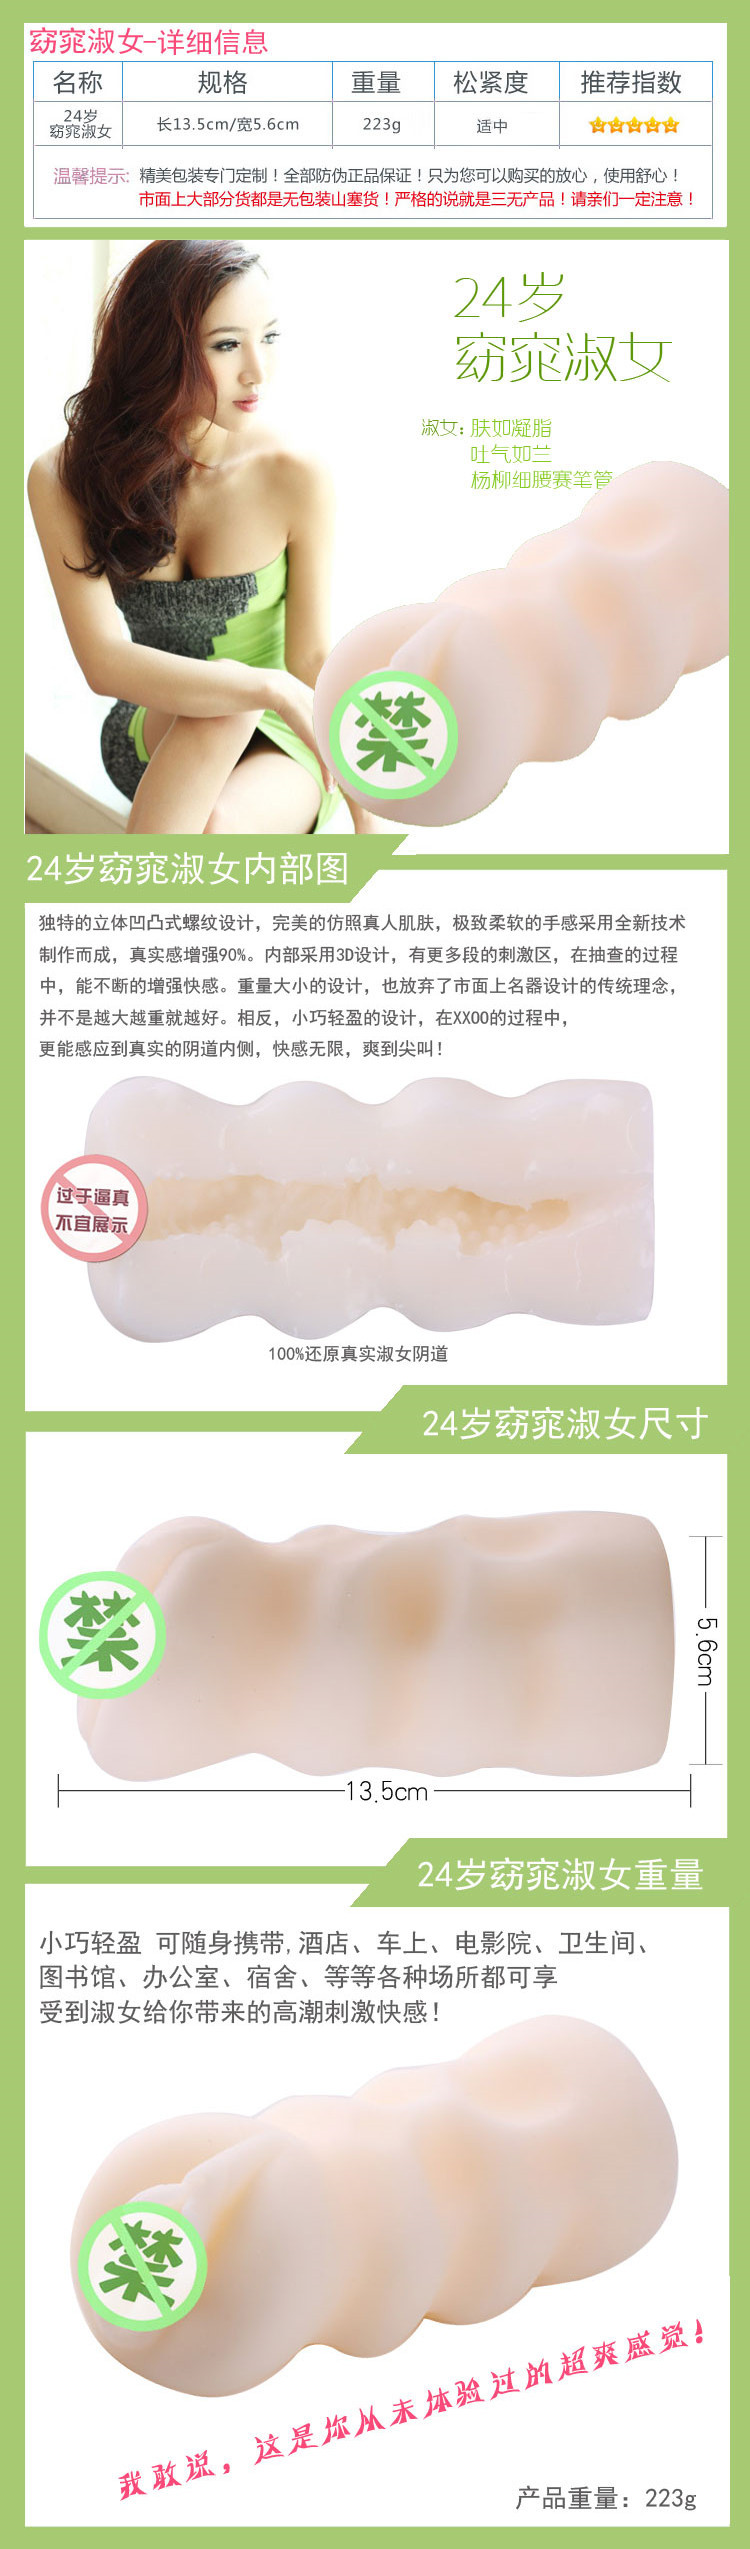 窈窕淑女-详细信息
名称 规格 重量 松紧度 推荐指数
24岁
窈窕淑女 长13.5cm/宽5.6cm 223g 适中
温馨提示: 精美包装专门定制！全部防伪正品保证！只为您可以购买的放心，使用舒心！
市面上大部分货都是无包装山塞货！严格的说就是三无产品！请亲们一定注意！
24岁
窈窕淑女
淑女: 肤如凝脂
吐气如兰
杨柳细腰赛笔管
禁
24岁窈窕淑女内部图
独特的立体凹凸式螺纹设计，完美的仿照真人肌肤，极致柔软的手感采用全新技术
制作而成，真实感增强90%。内部采用3D设计，有更多段的刺激区，在抽查的过程
中，能不断的增强快感。重量大小的设计，也放弃了市面上名器设计的传统理念，
并不是越大越重就越好。相反，小巧轻盈的设计，在XXOO的过程中，
更能感应到真实的阴道内侧，快感无限，爽到尖叫！
过于逼真
不宜展示
100%还原真实淑女阴道
24岁窈窕淑女尺寸
禁
5.6cm
13.5cm
24岁窈窕淑女重量
小巧轻盈 可随身携带,酒店、车上、电影院、卫生间、
图书馆、办公室、宿舍、等等各种场所都可享
受到淑女给你带来的高潮刺激快感！
禁
我敢说，这是你从未体验过的超爽感觉！
产品重量：223g